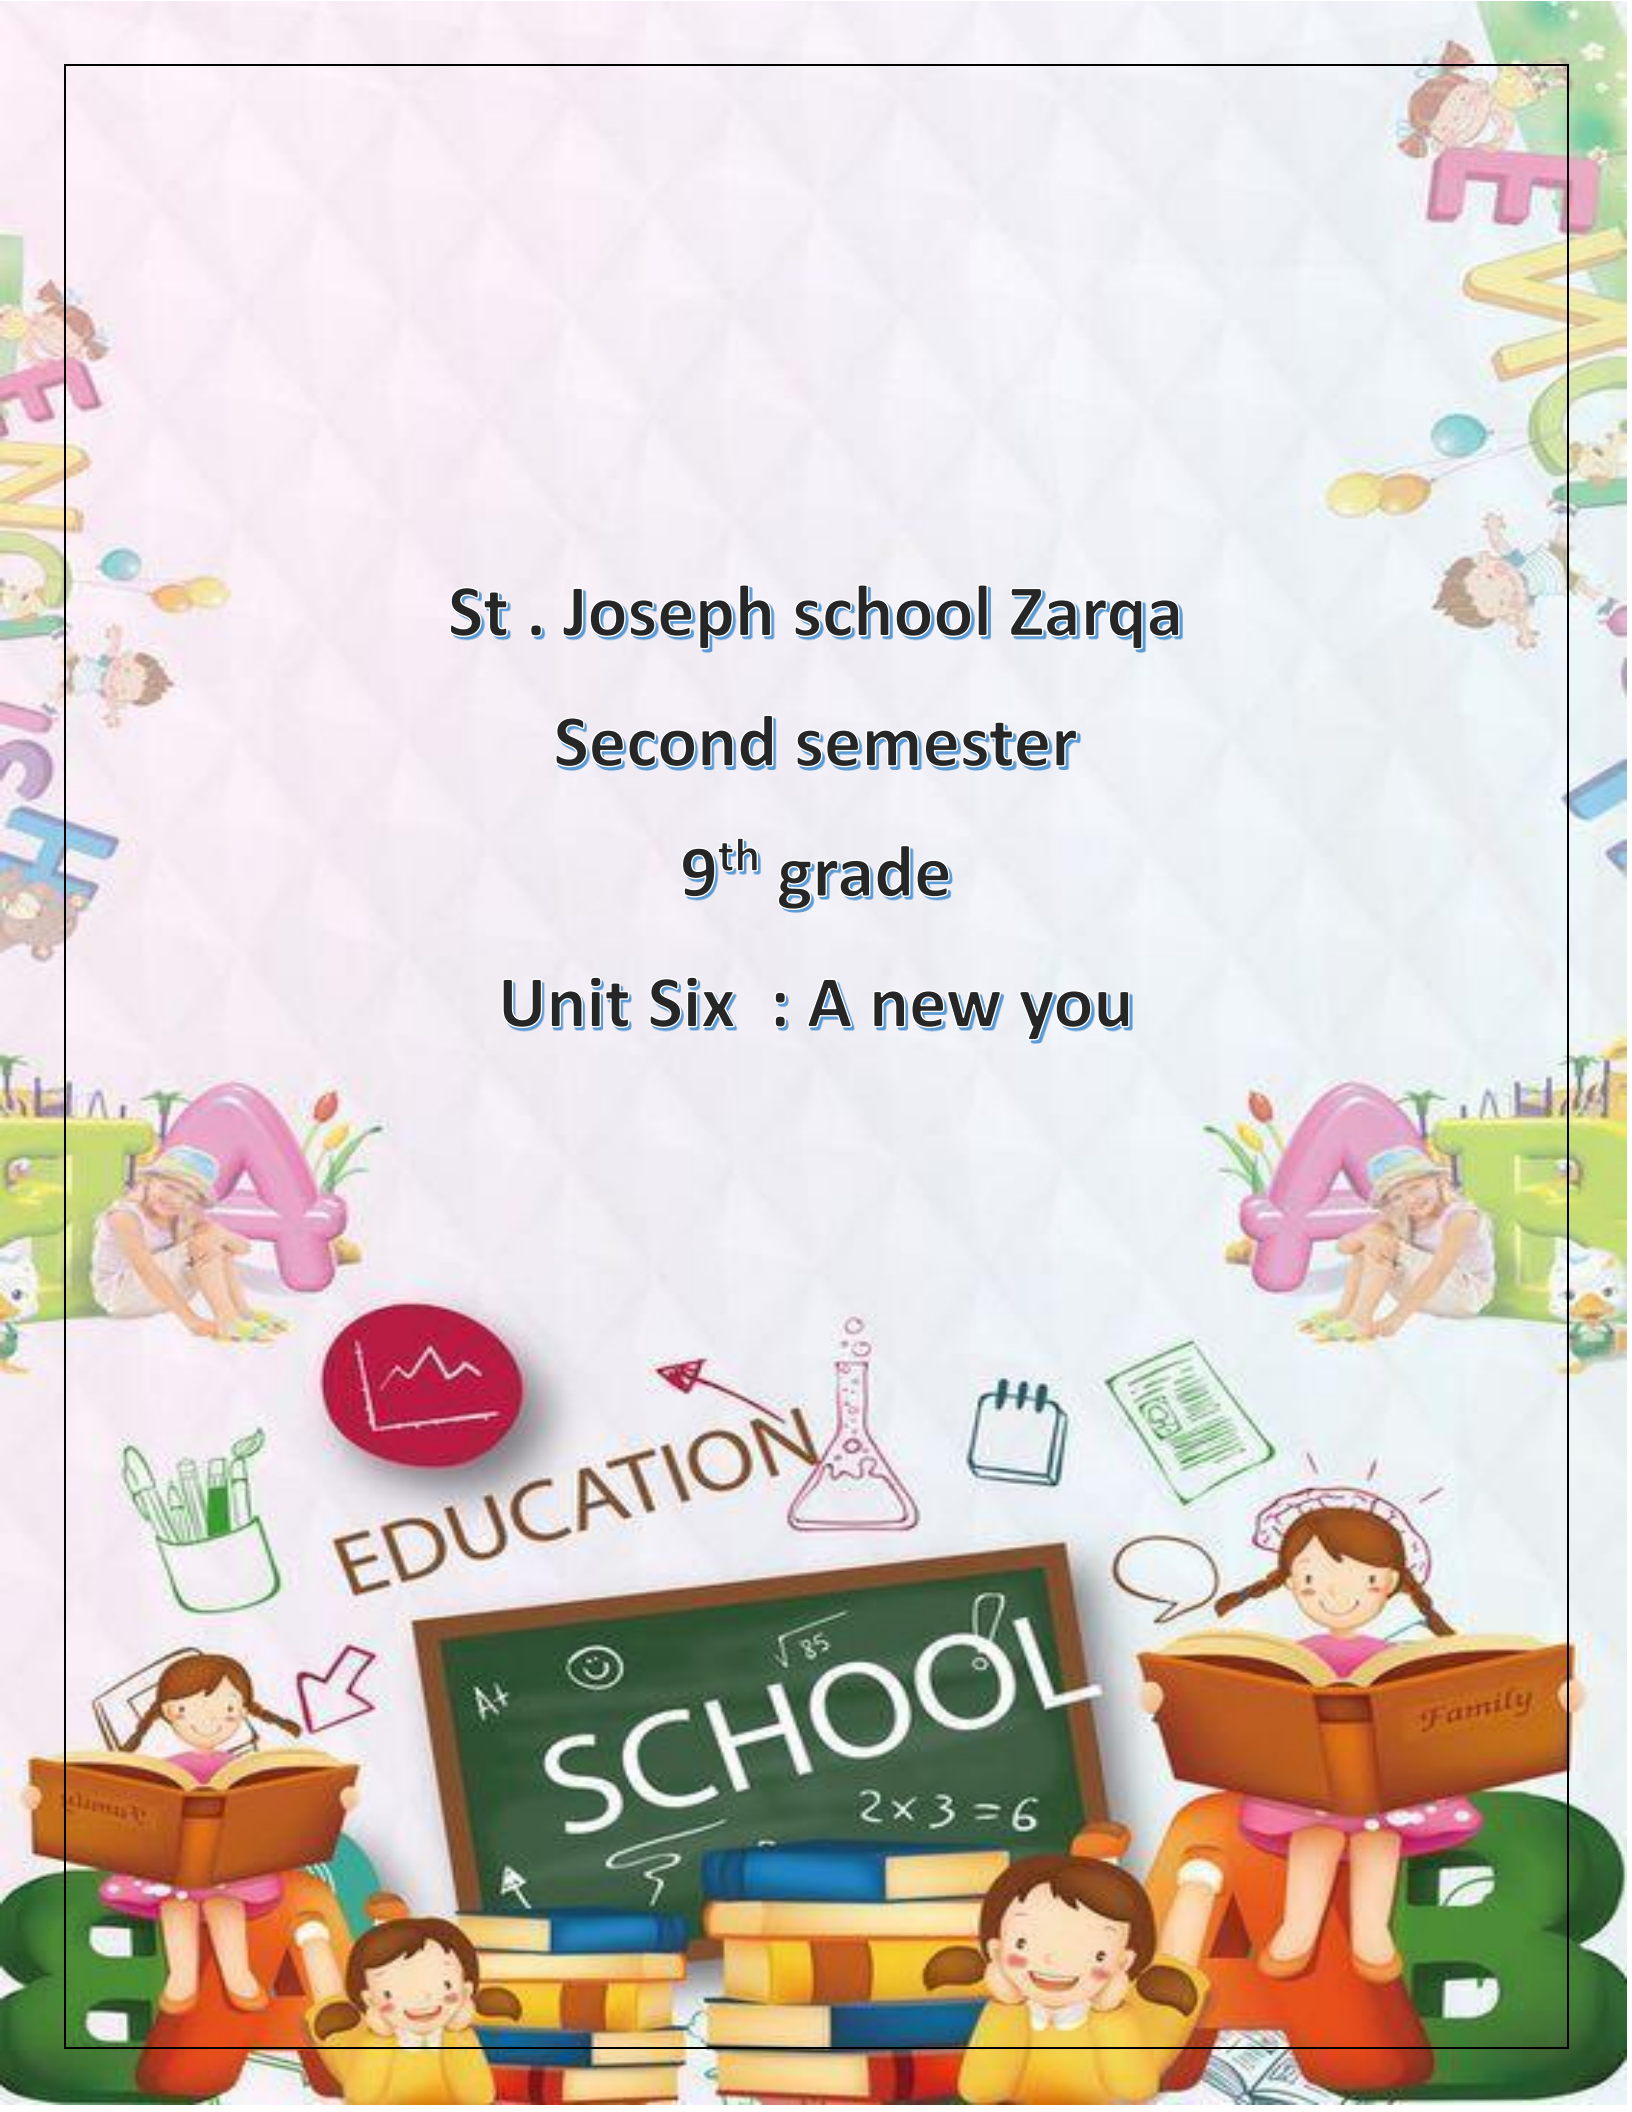 St . Joseph school Zarqa
Second semester
9th grade
Unit Six : A new you
EDUCATION
SCHOOL
A+
√85
2 x 3 = 6
Family